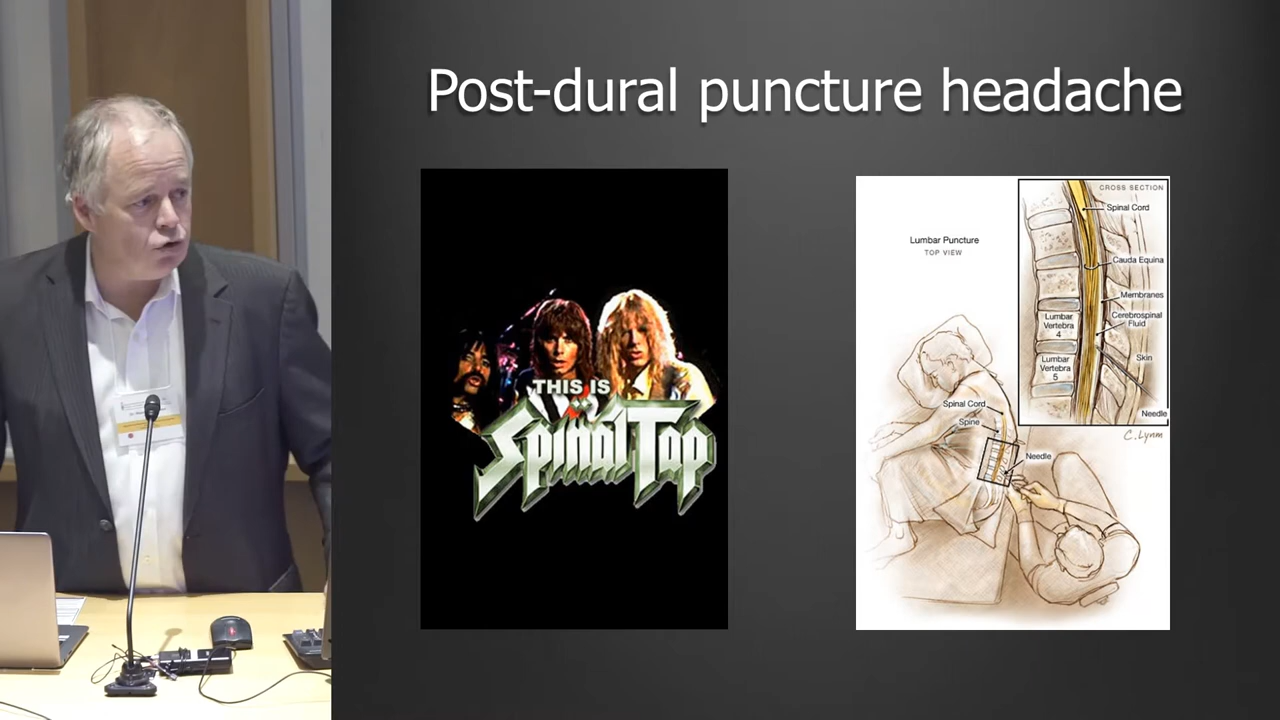 Post-dural puncture headache
THIS IS
Spinal Tap
CROSS SECTION
Spinal Cord
Lumbar Puncture
TOP VIEW
Cauda Equina
Membranes
Cerebrospinal
Fluid
Lumbar
Vertebra
4
Skin
Lumbar
Vertebra
5
Needle
C. Lynm
Spinal Cord
Spine
Needle